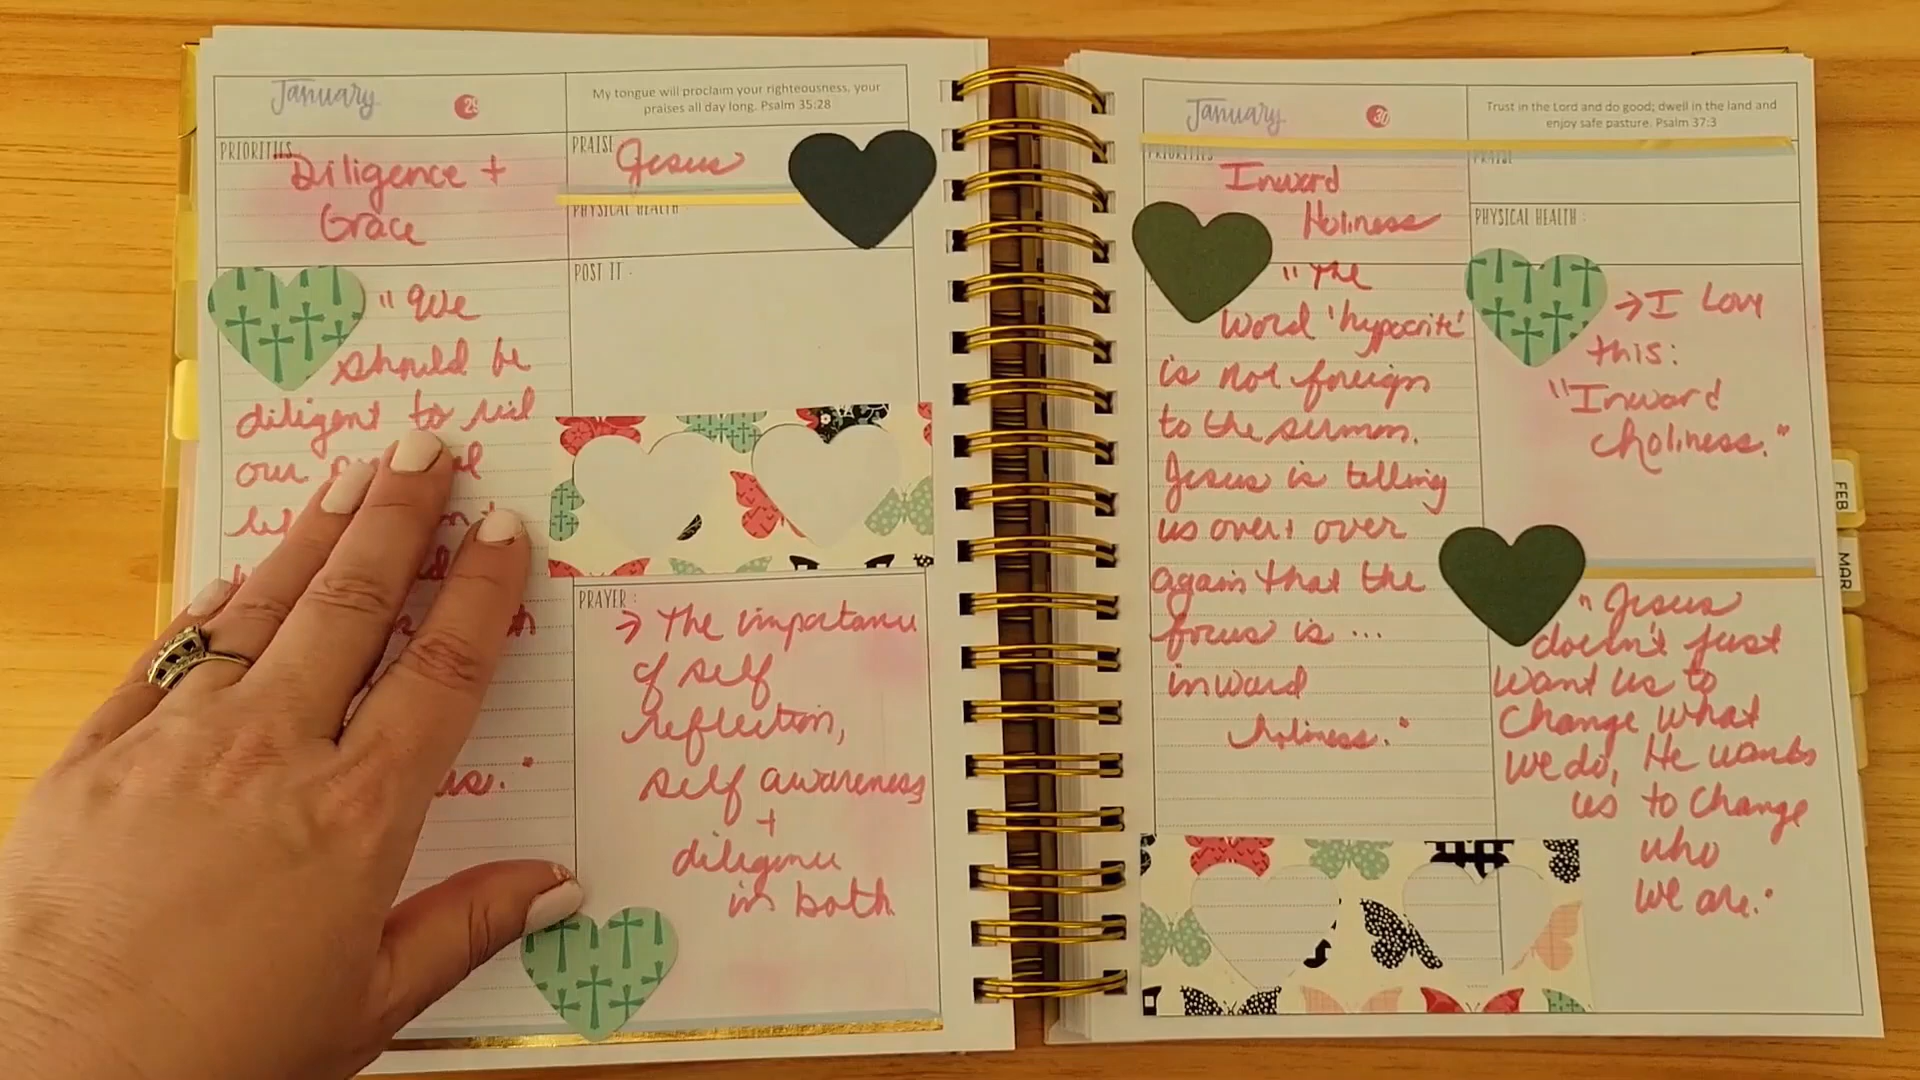 January 29
My tongue will proclaim your righteousness, your
praises all day long. Psalm 35:28
PRIORITIES
Diligence +
Grace
PRAISE
Jesus
PHYSICAL HEALTH :
"We
should be
diligent to rid
our
us."
POST IT :
PRAYER :
→ The importance
of self
reflection,
self awareness
+
diligence
in both
January 30
Trust in the Lord and do good; dwell in the land and
enjoy safe pasture. Psalm 37:3
PRIORITIES
Inward
Holiness
PRAISE
PHYSICAL HEALTH :
"The
word 'hypocrite'
is not foreign
to the sermon.
Jesus is telling
us over + over
again that the
focus is ...
inward
holiness."
→ I love
this:
"Inward
holiness."
"Jesus
doesn't just
want us to
change what
we do, He wants
us to change
who
we are."
FEB
MAR